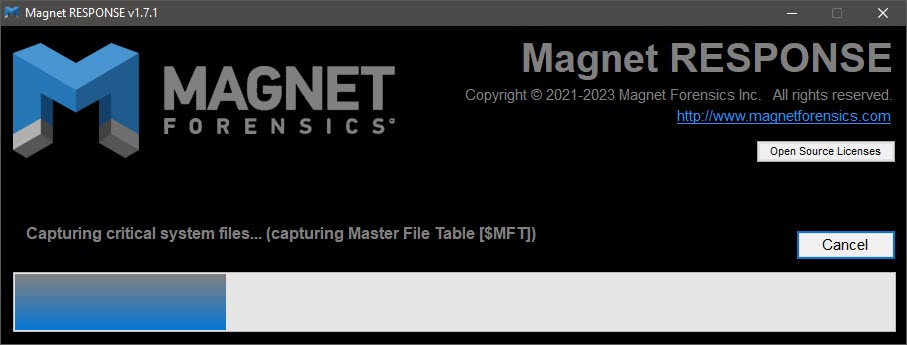 Magnet RESPONSE v1.7.1
MAGNET
FORENSICS
Magnet RESPONSE
Copyright © 2021-2023 Magnet Forensics Inc.   All rights reserved.
http://www.magnetforensics.com
Open Source Licenses
Capturing critical system files... (capturing Master File Table [$MFT])
Cancel